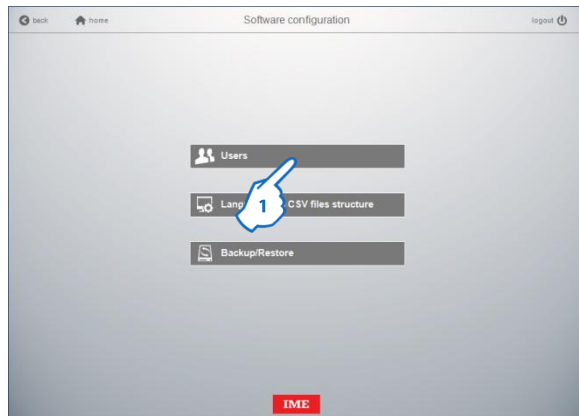 back
home
Software configuration
logout
Users
Lang CSV files structure
1
Backup/Restore
IME